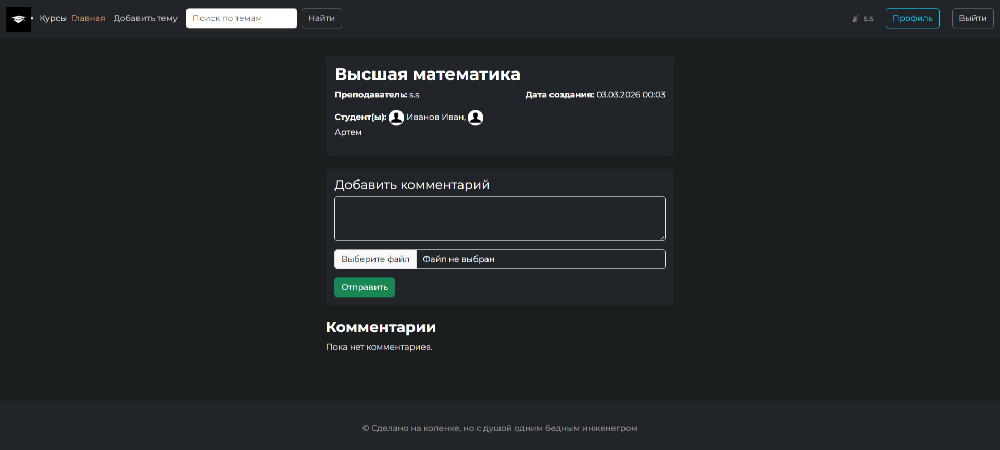 Курсы Главная Добавить тему Поиск по темам Найти s.s Профиль Выйти
Высшая математика
Преподаватель: s.s Дата создания: 03.03.2026 00:03
Студент(ы): Иванов Иван,
Артем
Добавить комментарий
Выберите файл Файл не выбран
Отправить
Комментарии
Пока нет комментариев.
© Сделано на коленке, но с душой одним бедным инженегром